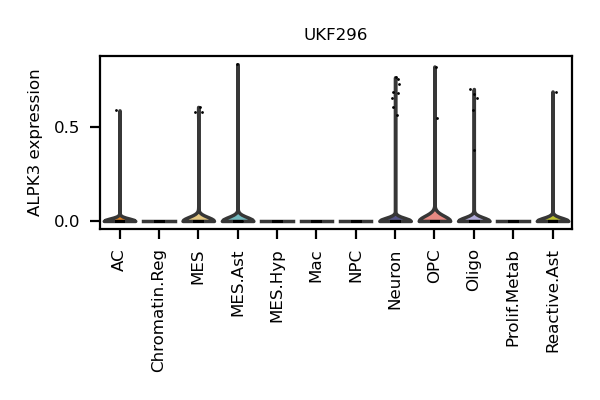 UKF296
ALPK3 expression
0.5
0.0
AC
Chromatin.Reg
MES
MES.Ast
MES.Hyp
Mac
NPC
Neuron
OPC
Oligo
Prolif.Metab
Reactive.Ast